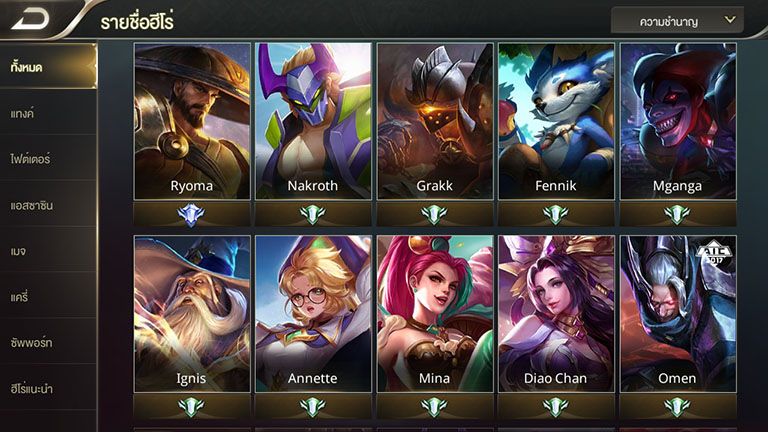 รายชื่อฮีโร่
ความชำนาญ
ทั้งหมด
แทงค์
ไฟต์เตอร์
แอสซาซิน
เมจ
แครี่
ซัพพอร์ท
ฮีโร่แนะนำ
Ryoma
Nakroth
Grakk
Fennik
Mganga
AIC
2017
Ignis
Annette
Mina
Diao Chan
Omen